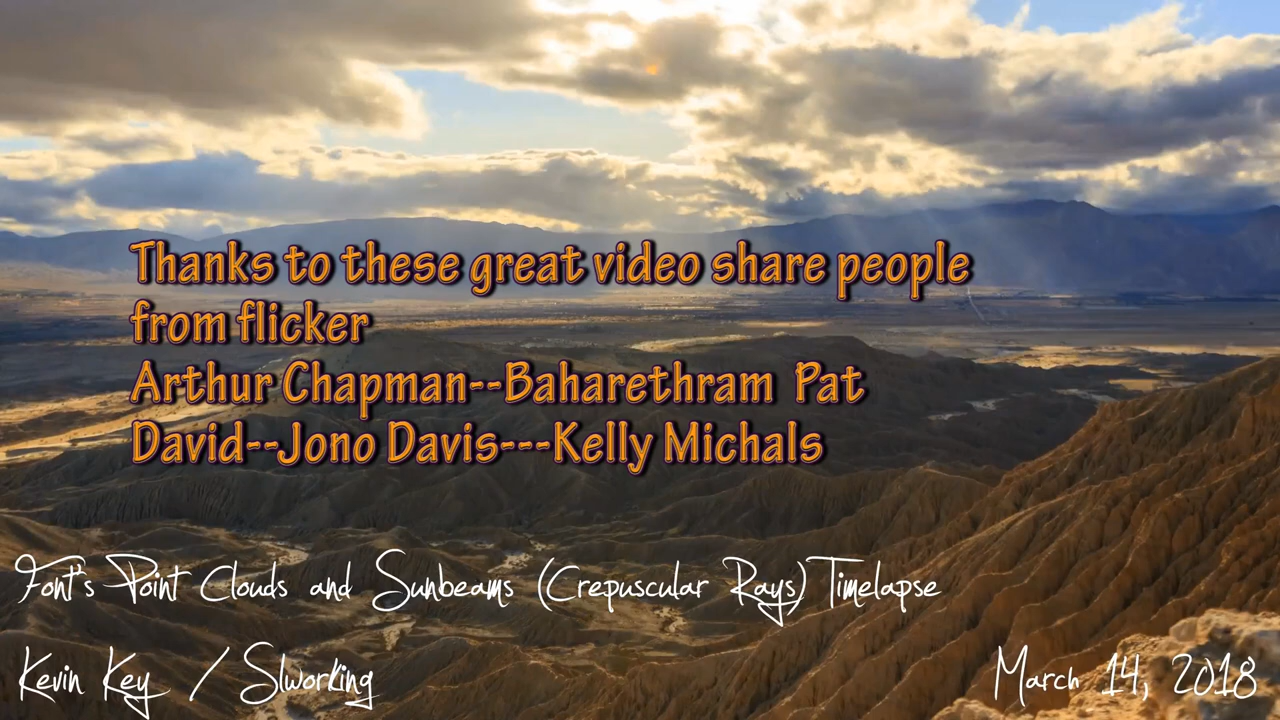 Thanks to these great video share people
from flicker
Arthur Chapman--Baharethram Pat
David--Jono Davis---Kelly Michals
Font's Point Clouds and Sunbeams (Crepuscular Rays) Timelapse
Kevin Key / Slworking
March 14, 2018